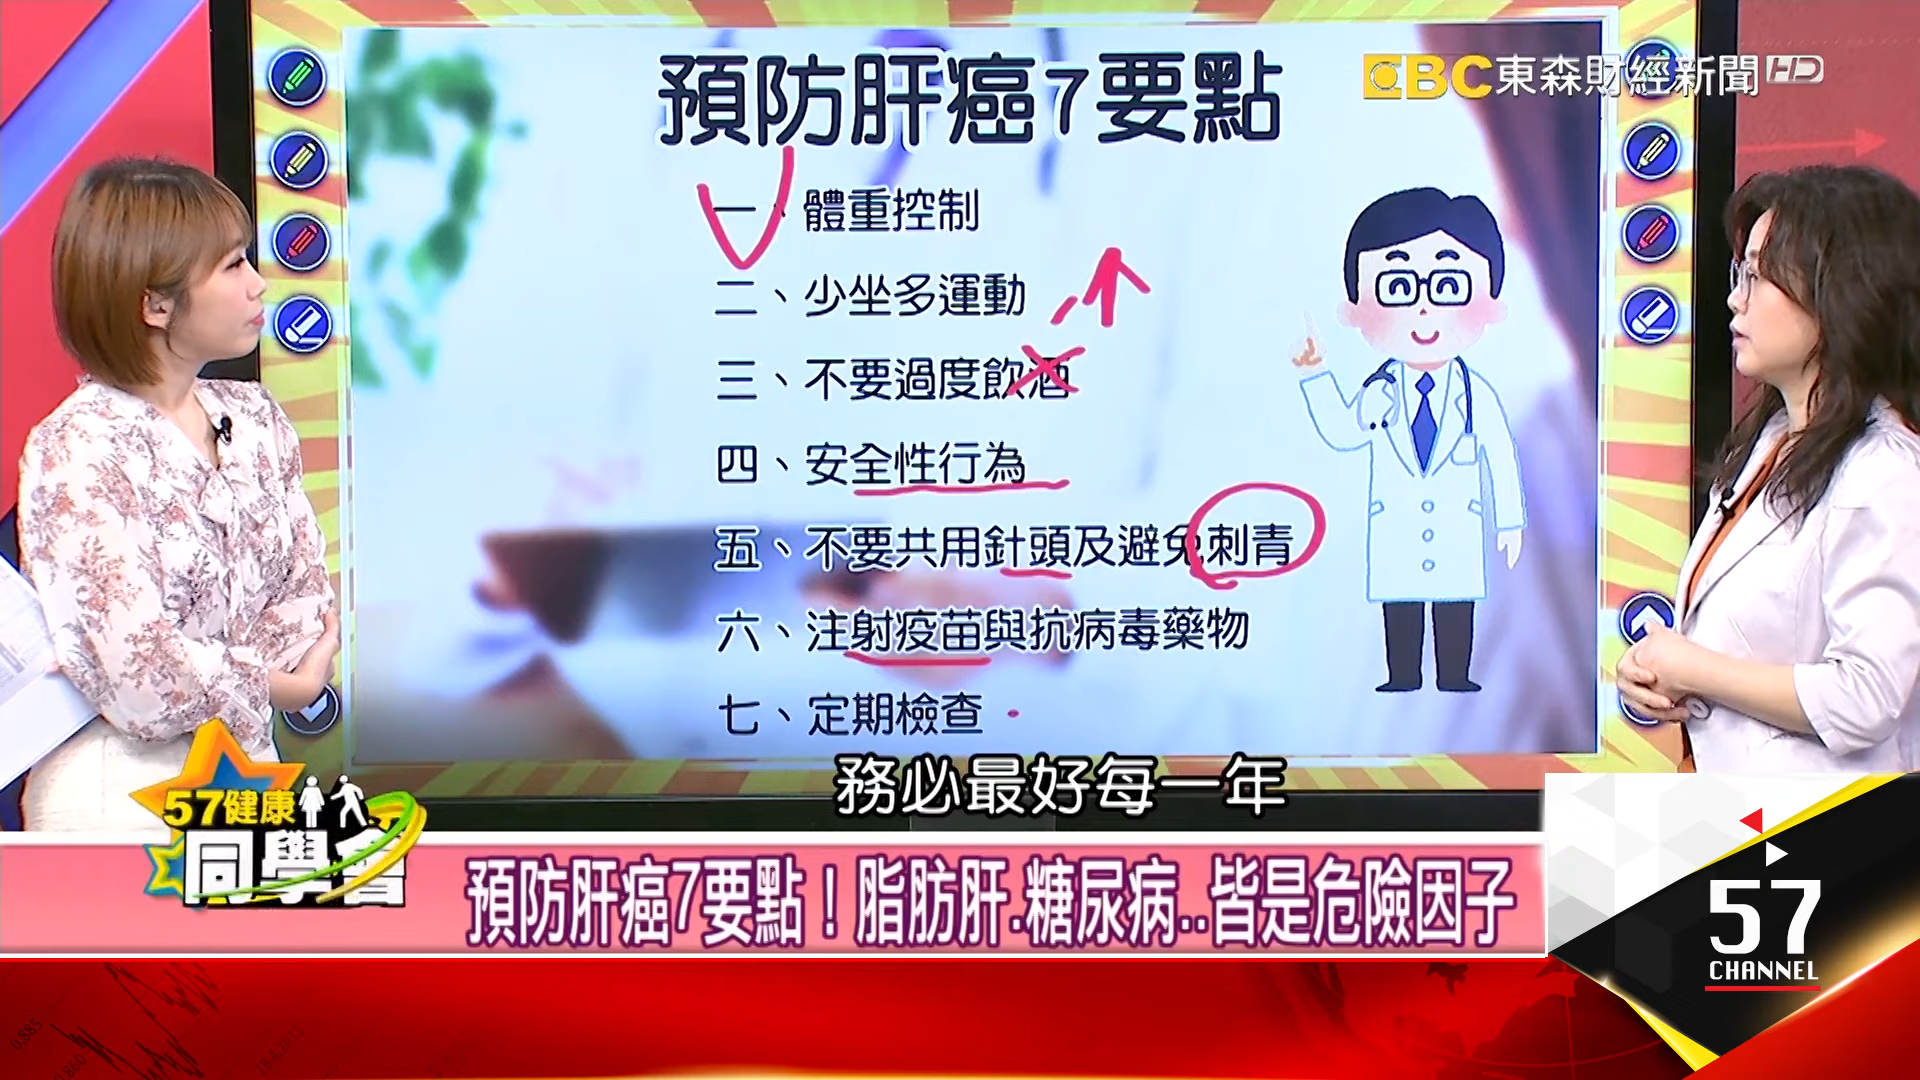 預防肝癌7要點
EBC東森財經新聞HD
一、體重控制
二、少坐多運動
三、不要過度飲酒
四、安全性行為
五、不要共用針頭及避免刺青
六、注射疫苗與抗病毒藥物
七、定期檢查
務必最好每一年
57健康
同學會
預防肝癌7要點！脂肪肝.糖尿病..皆是危險因子
57
CHANNEL
0.885
0.860